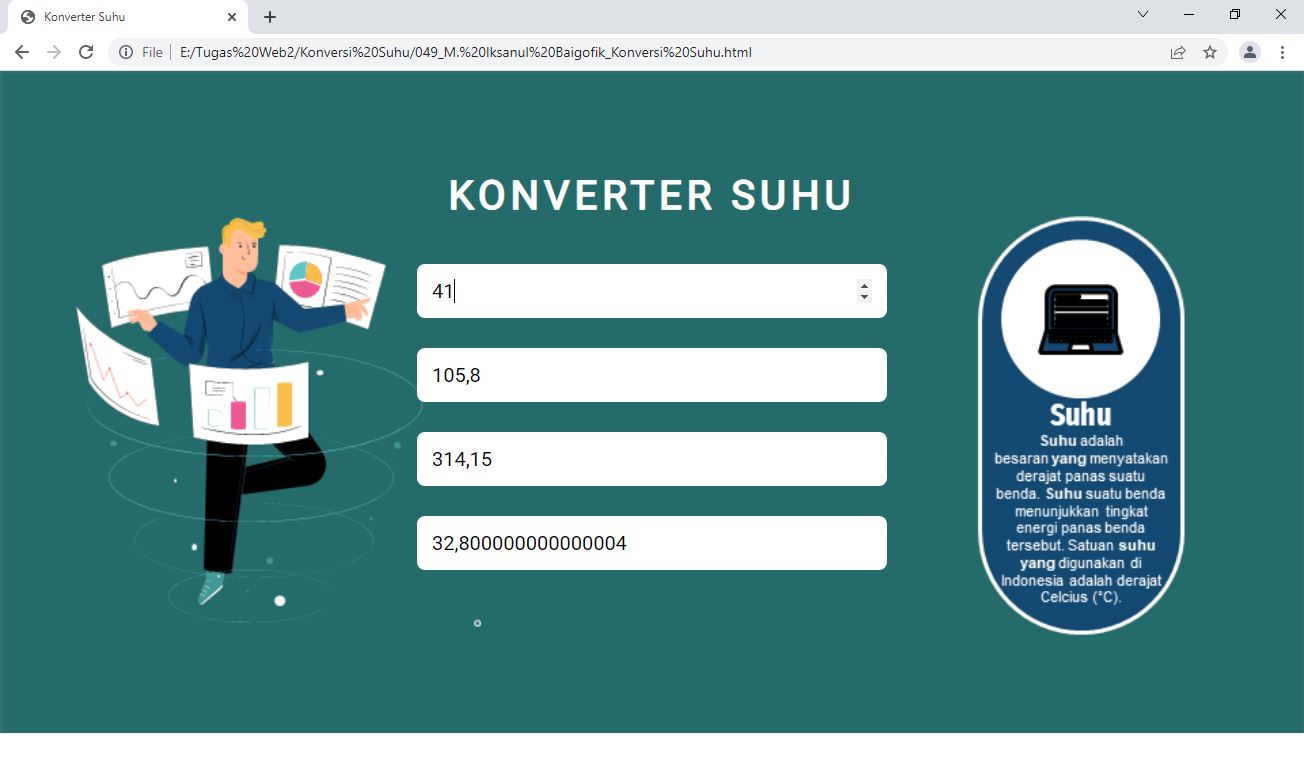 Konverter Suhu
File
E:/Tugas%20Web2/Konversi%20Suhu/049_M.%20Iksanul%20Baigofik_Konversi%20Suhu.html
KONVERTER SUHU
41
105,8
314,15
32,800000000000004
Suhu
Suhu adalah
besaran yang menyatakan
derajat panas suatu
benda. Suhu suatu benda
menunjukkan tingkat
energi panas benda
tersebut. Satuan suhu
yang digunakan di
Indonesia adalah derajat
Celcius (°C).